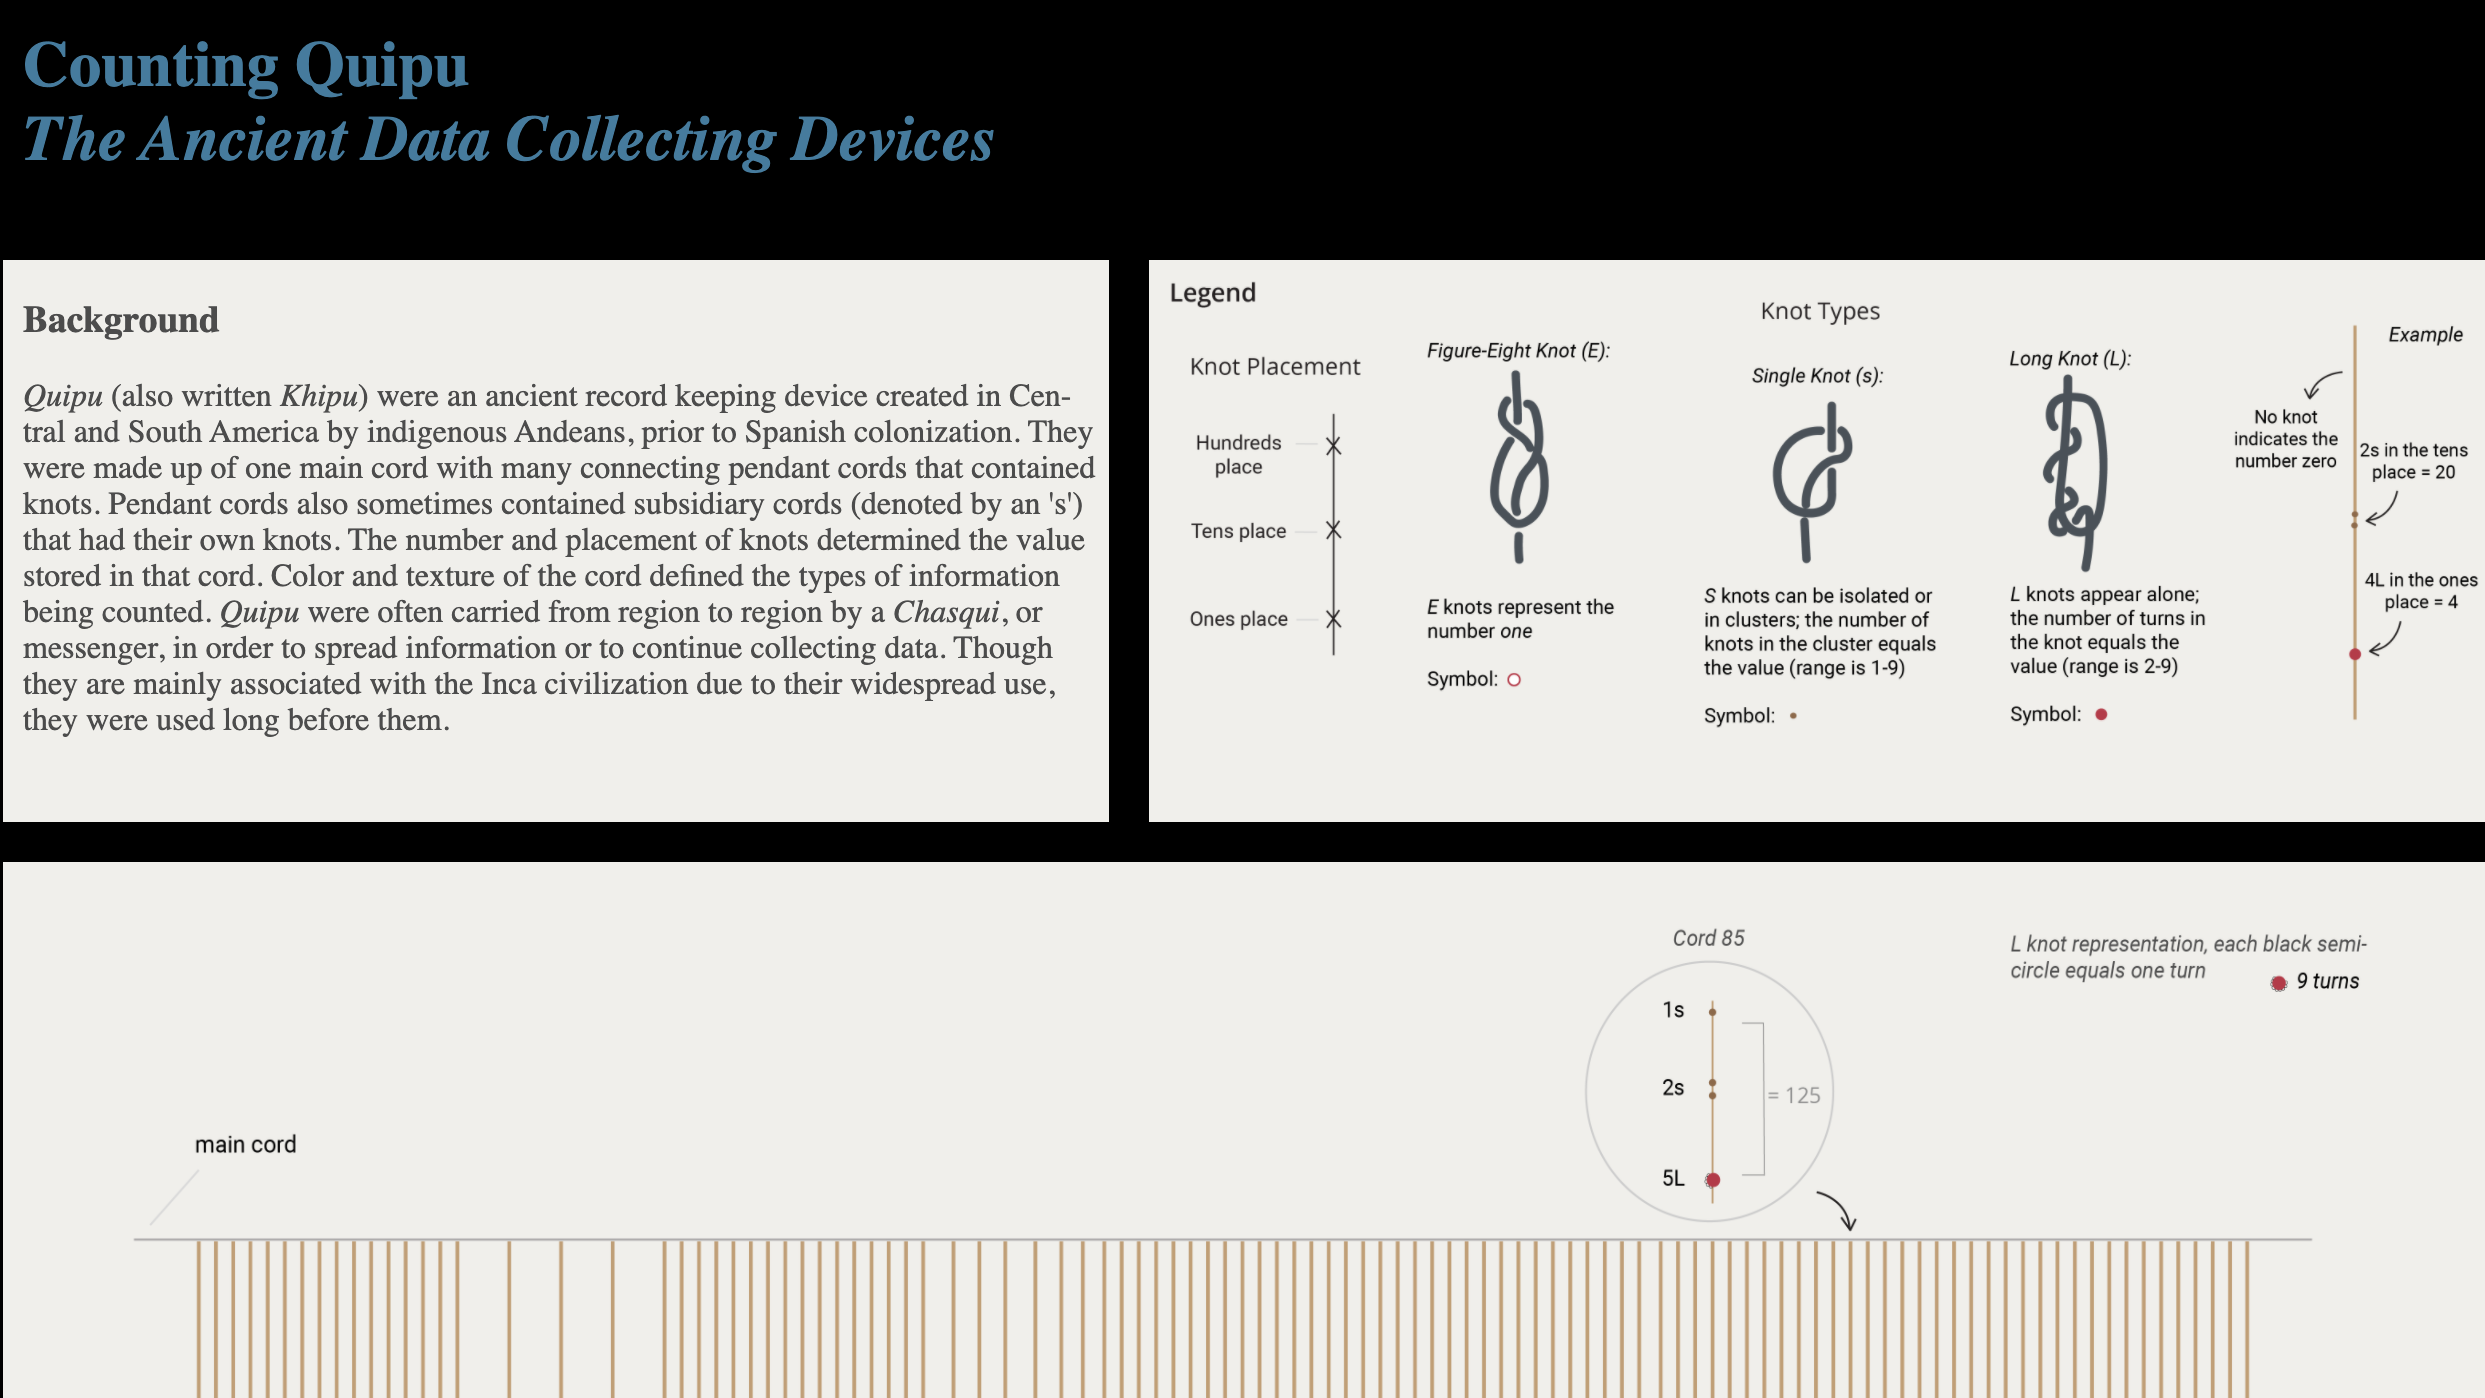 Counting Quipu
The Ancient Data Collecting Devices
Background
Quipu (also written Khipu) were an ancient record keeping device created in Cen-
tral and South America by indigenous Andeans, prior to Spanish colonization. They
were made up of one main cord with many connecting pendant cords that contained
knots. Pendant cords also sometimes contained subsidiary cords (denoted by an 's')
that had their own knots. The number and placement of knots determined the value
stored in that cord. Color and texture of the cord defined the types of information
being counted. Quipu were often carried from region to region by a Chasqui, or
messenger, in order to spread information or to continue collecting data. Though
they are mainly associated with the Inca civilization due to their widespread use,
they were used long before them.
Legend
Knot Placement
Hundreds
place
Tens place
Ones place
Knot Types
Figure-Eight Knot (E):
E knots represent the
number one
Symbol:
Single Knot (s):
S knots can be isolated or
in clusters; the number of
knots in the cluster equals
the value (range is 1-9)
Symbol:
Long Knot (L):
L knots appear alone;
the number of turns in
the knot equals the
value (range is 2-9)
Symbol:
Example
No knot
indicates the
number zero
2s in the tens
place = 20
4L in the ones
place = 4
Cord 85
1s
2s
5L
= 125
L knot representation, each black semi-
circle equals one turn
9 turns
main cord